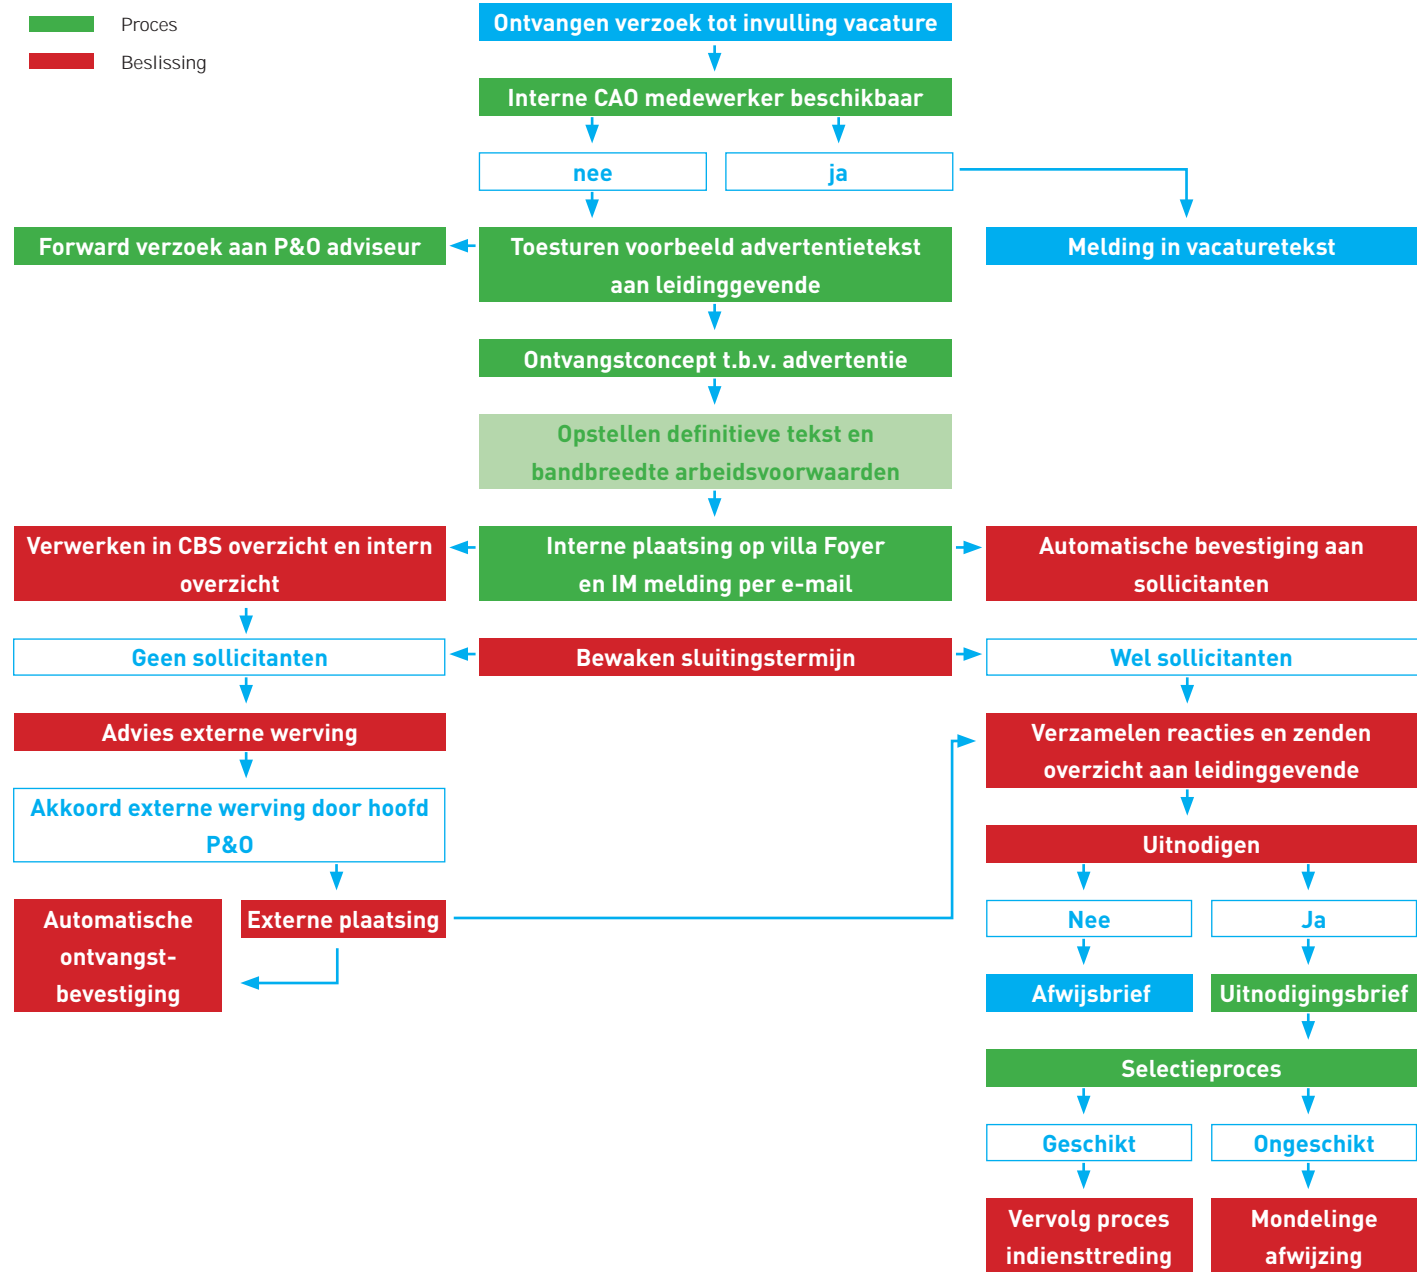 Proces
Beslissing
Ontvangen verzoek tot invulling vacature
Interne CAO medewerker beschikbaar
nee
ja
Forward verzoek aan P&O adviseur
Toesturen voorbeeld advertentietekst
aan leidinggevende
Melding in vacaturetekst
Ontvangstconcept t.b.v. advertentie
Opstellen definitieve tekst en
bandbreedte arbeidsvoorwaarden
Verwerken in CBS overzicht en intern
overzicht
Interne plaatsing op villa Foyer
en IM melding per e-mail
Automatische bevestiging aan
sollicitanten
Geen sollicitanten
Bewaken sluitingstermijn
Wel sollicitanten
Advies externe werving
Verzamelen reacties en zenden
overzicht aan leidinggevende
Akkoord externe werving door hoofd
P&O
Uitnodigen
Automatische
ontvangst-
bevestiging
Externe plaatsing
Nee
Ja
Afwijsbrief
Uitnodigingsbrief
Selectieproces
Geschikt
Ongeschikt
Vervolg proces
indiensttreding
Mondelinge
afwijzing